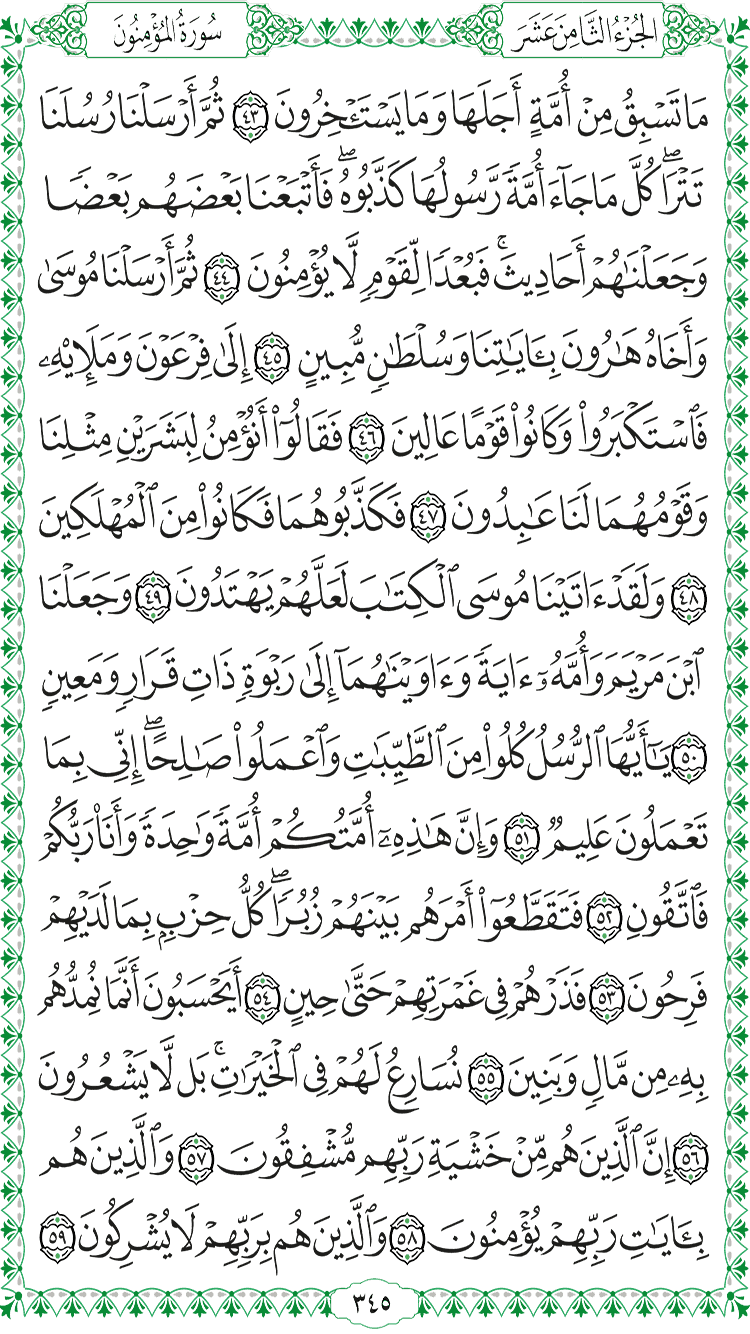 الجُزْءُ الثَّامِنَ عَشَرَ
سُورَةُ المُؤْمِنُونَ
مَا تَسۡبِقُ مِنۡ أُمَّةٍ أَجَلَهَا وَمَا يَسۡتَـٔۡخِرُونَ ٤٣ ثُمَّ أَرۡسَلۡنَا رُسُلَنَا
تَتۡرَاۖ كُلَّ مَا جَآءَ أُمَّةٗ رَّسُولُهَا كَذَّبُوهُۖ فَأَتۡبَعۡنَا بَعۡضَهُم بَعۡضٗا
وَجَعَلۡنَٰهُمۡ أَحَادِيثَۚ فَبُعۡدٗا لِّقَوۡمٖ لَّا يُؤۡمِنُونَ ٤٤ ثُمَّ أَرۡسَلۡنَا مُوسَىٰ
وَأَخَاهُ هَٰرُونَ بِـَٔايَٰتِنَا وَسُلۡطَٰنٖ مُّبِينٍ ٤٥ إِلَىٰ فِرۡعَوۡنَ وَمَلَإِيْهِۦ
فَٱسۡتَكۡبَرُواْ وَكَانُواْ قَوۡمًا عَالِينَ ٤٦ فَقَالُوٓاْ أَنُؤۡمِنُ لِبَشَرَيۡنِ مِثۡلِنَا
وَقَوۡمُهُمَا لَنَا عَٰبِدُونَ ٤٧ فَكَذَّبُوهُمَا فَكَانُواْ مِنَ ٱلۡمُهۡلَكِينَ
٤٨ وَلَقَدۡ ءَاتَيۡنَا مُوسَى ٱلۡكِتَٰبَ لَعَلَّهُمۡ يَهۡتَدُونَ ٤٩ وَجَعَلۡنَا
ٱبۡنَ مَرۡيَمَ وَأُمَّهُۥٓ ءَايَةٗ وَءَاوَيۡنَٰهُمَآ إِلَىٰ رَبۡوَةٖ ذَاتِ قَرَارٖ وَمَعِينٖ
٥٠ يَٰٓأَيُّهَا ٱلرُّسُلُ كُلُواْ مِنَ ٱلطَّيِّبَٰتِ وَٱعۡمَلُواْ صَٰلِحًاۖ إِنِّي بِمَا
تَعۡمَلُونَ عَلِيمٞ ٥١ وَإِنَّ هَٰذِهِۦٓ أُمَّتُكُمۡ أُمَّةٗ وَٰحِدَةٗ وَأَنَا۠ رَبُّكُمۡ
فَٱتَّقُونِ ٥٢ فَتَقَطَّعُوٓاْ أَمۡرَهُم بَيۡنَهُمۡ زُبُرٗاۖ كُلُّ حِزۡبِۭ بِمَا لَدَيۡهِمۡ
فَرِحُونَ ٥٣ فَذَرۡهُمۡ فِي غَمۡرَتِهِمۡ حَتَّىٰ حِينٍ ٥٤ أَيَحۡسَبُونَ أَنَّمَا نُمِدُّهُم
بِهِۦ مِن مَّالٖ وَبَنِينَ ٥٥ نُسَارِعُ لَهُمۡ فِي ٱلۡخَيۡرَٰتِۚ بَل لَّا يَشۡعُرُونَ
٥٦ إِنَّ ٱلَّذِينَ هُم مِّنۡ خَشۡيَةِ رَبِّهِم مُّشۡفِقُونَ ٥٧ وَٱلَّذِينَ هُم
بِـَٔايَٰتِ رَبِّهِمۡ يُؤۡمِنُونَ ٥٨ وَٱلَّذِينَ هُم بِرَبِّهِمۡ لَا يُشۡرِكُونَ ٥٩
٣٤٥